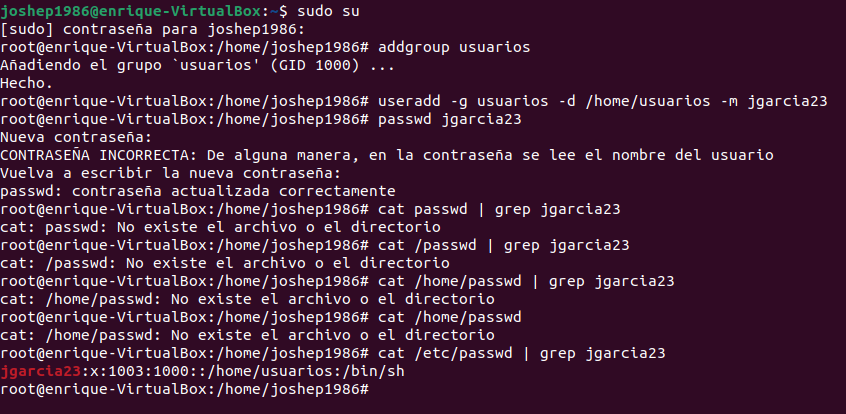 joshep1986@enrique-VirtualBox:~$ sudo su
[sudo] contraseña para joshep1986:
root@enrique-VirtualBox:/home/joshep1986# addgroup usuarios
Añadiendo el grupo `usuarios' (GID 1000) ...
Hecho.
root@enrique-VirtualBox:/home/joshep1986# useradd -g usuarios -d /home/usuarios -m jgarcia23
root@enrique-VirtualBox:/home/joshep1986# passwd jgarcia23
Nueva contraseña:
CONTRASEÑA INCORRECTA: De alguna manera, en la contraseña se lee el nombre del usuario
Vuelva a escribir la nueva contraseña:
passwd: contraseña actualizada correctamente
root@enrique-VirtualBox:/home/joshep1986# cat passwd | grep jgarcia23
cat: passwd: No existe el archivo o el directorio
root@enrique-VirtualBox:/home/joshep1986# cat /passwd | grep jgarcia23
cat: /passwd: No existe el archivo o el directorio
root@enrique-VirtualBox:/home/joshep1986# cat /home/passwd | grep jgarcia23
cat: /home/passwd: No existe el archivo o el directorio
root@enrique-VirtualBox:/home/joshep1986# cat /home/passwd
cat: /home/passwd: No existe el archivo o el directorio
root@enrique-VirtualBox:/home/joshep1986# cat /etc/passwd | grep jgarcia23
jgarcia23:x:1003:1000::/home/usuarios:/bin/sh
root@enrique-VirtualBox:/home/joshep1986#